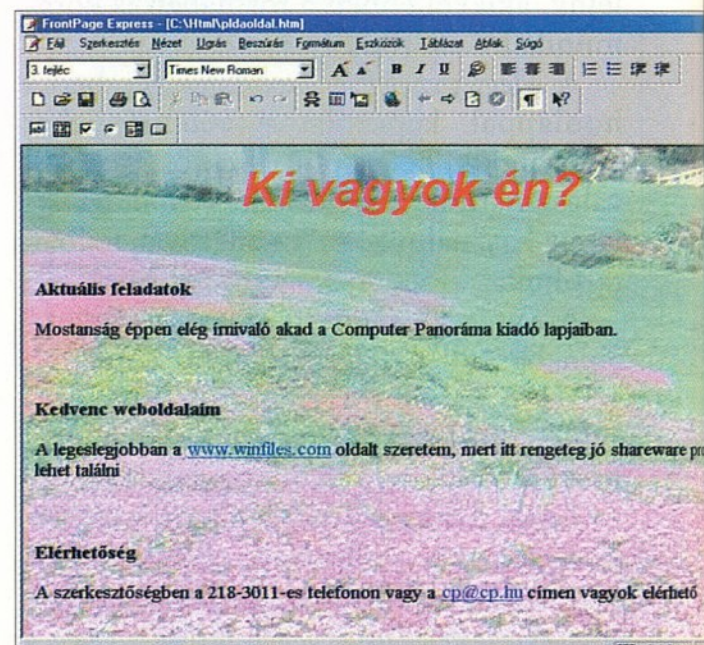 FrontPage Express - [C:\Html\pldaoldal.htm]
Fájl Szerkesztés Nézet Ugrás Beszúrás Formátum Eszközök Táblázat Ablak Súgó
3. fejléc Times New Roman A A B I U
Ki vagyok én?
Aktuális feladatok
Mostanság éppen elég írnivaló akad a Computer Panoráma kiadó lapjaiban.
Kedvenc weboldalaim
A legeslegjobban a www.winfiles.com oldalt szeretem, mert itt rengeteg jó shareware
lehet találni
Elérhetőség
A szerkesztőségben a 218-3011-es telefonon vagy a cp@cp.hu címen vagyok elérhető